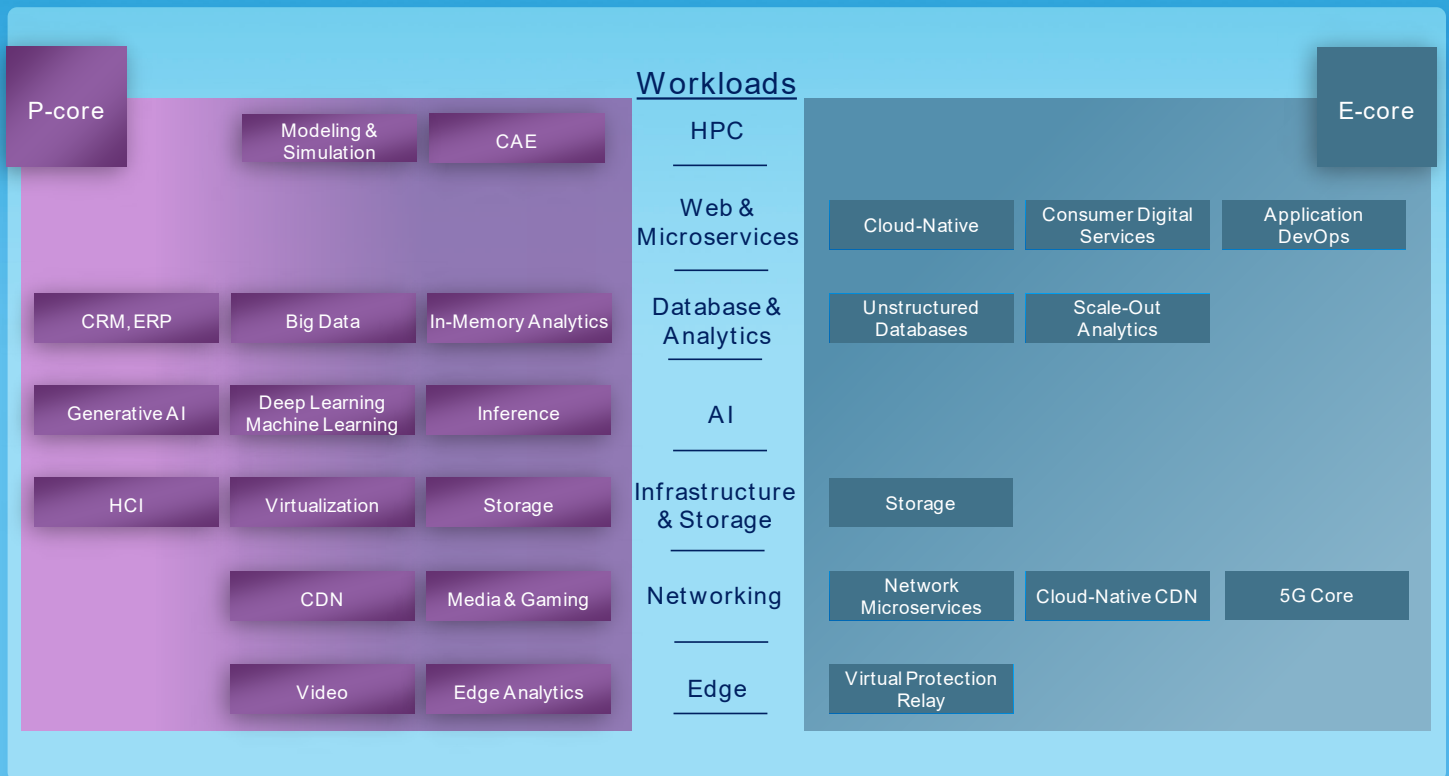 Workloads
P-core
E-core
Modeling &
Simulation
CAE
HPC
Web &
Microservices
Cloud-Native
Consumer Digital
Services
Application
DevOps
CRM, ERP
Big Data
In-Memory Analytics
Database &
Analytics
Unstructured
Databases
Scale-Out
Analytics
Generative AI
Deep Learning
Machine Learning
Inference
AI
HCI
Virtualization
Storage
Infrastructure
& Storage
Storage
CDN
Media & Gaming
Networking
Network
Microservices
Cloud-Native CDN
5G Core
Video
Edge Analytics
Edge
Virtual Protection
Relay